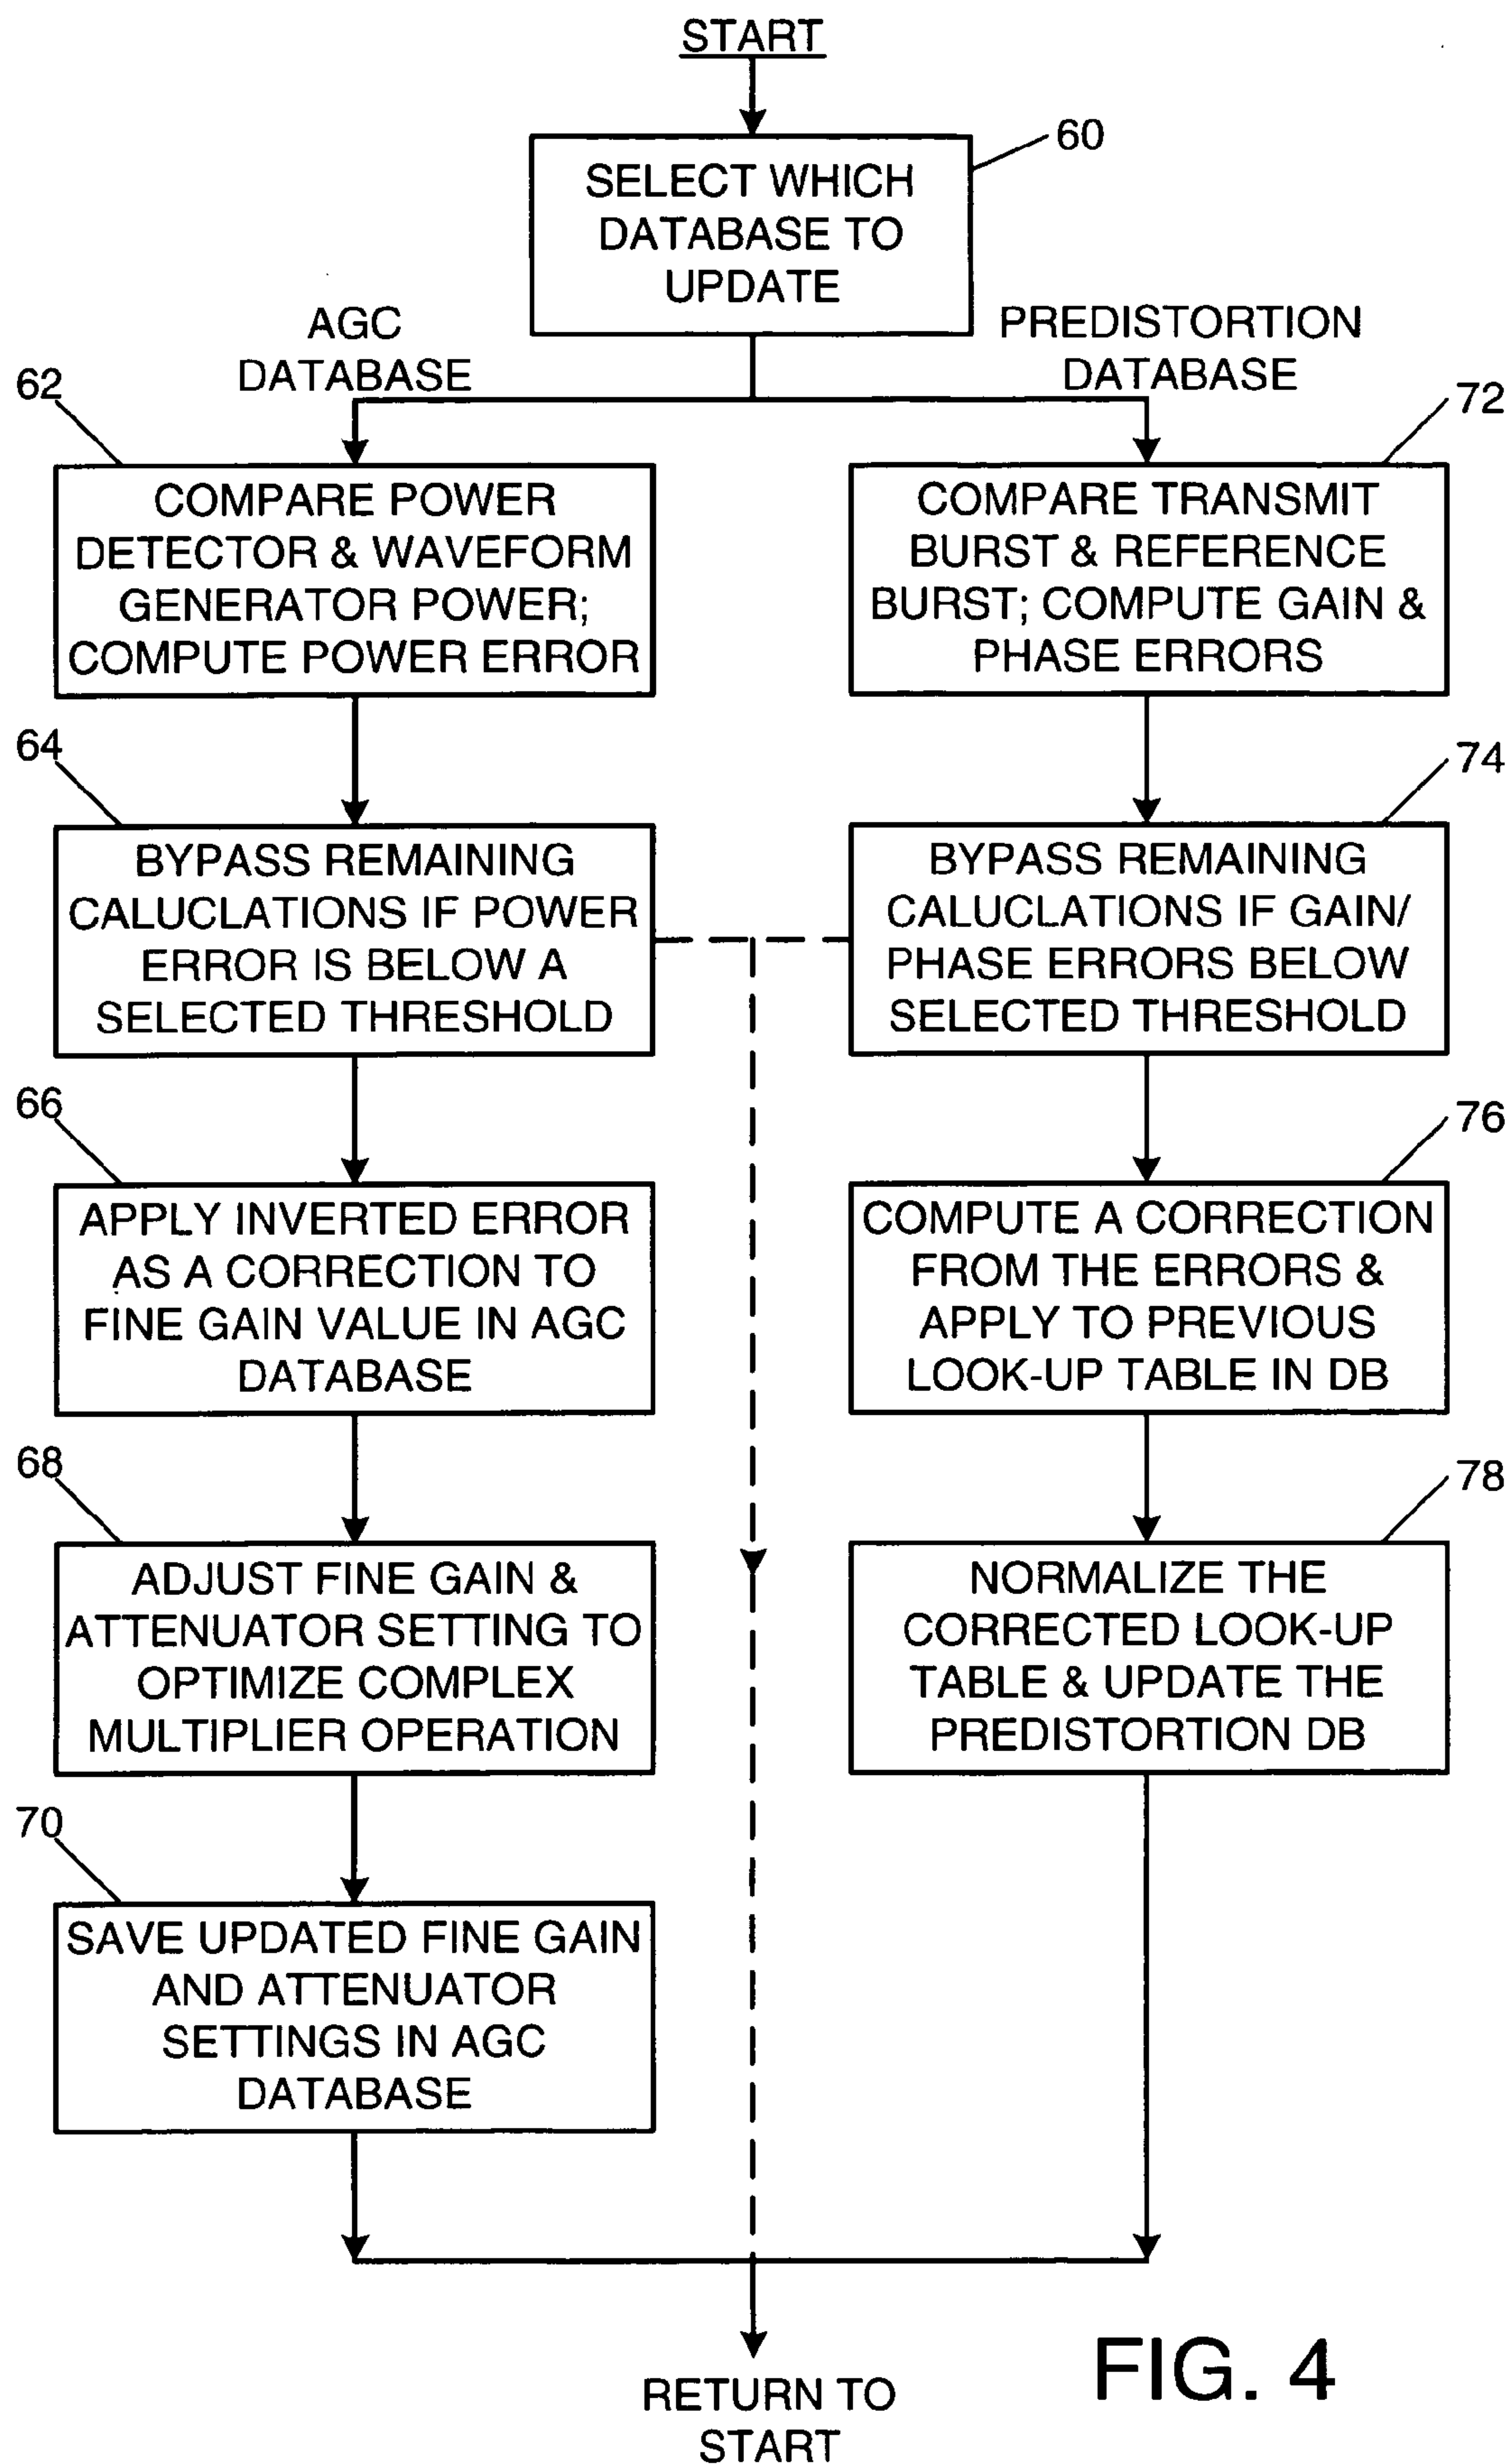 START
60
SELECT WHICH
DATABASE TO
UPDATE
AGC
DATABASE
PREDISTORTION
DATABASE
62
COMPARE POWER
DETECTOR & WAVEFORM
GENERATOR POWER;
COMPUTE POWER ERROR
64
BYPASS REMAINING
CALUCLATIONS IF POWER
ERROR IS BELOW A
SELECTED THRESHOLD
66
APPLY INVERTED ERROR
AS A CORRECTION TO
FINE GAIN VALUE IN AGC
DATABASE
68
ADJUST FINE GAIN &
ATTENUATOR SETTING TO
OPTIMIZE COMPLEX
MULTIPLIER OPERATION
70
SAVE UPDATED FINE GAIN
AND ATTENUATOR
SETTINGS IN AGC
DATABASE
72
COMPARE TRANSMIT
BURST & REFERENCE
BURST; COMPUTE GAIN &
PHASE ERRORS
74
BYPASS REMAINING
CALUCLATIONS IF GAIN/
PHASE ERRORS BELOW
SELECTED THRESHOLD
76
COMPUTE A CORRECTION
FROM THE ERRORS &
APPLY TO PREVIOUS
LOOK-UP TABLE IN DB
78
NORMALIZE THE
CORRECTED LOOK-UP
TABLE & UPDATE THE
PREDISTORTION DB
RETURN TO
START
FIG. 4